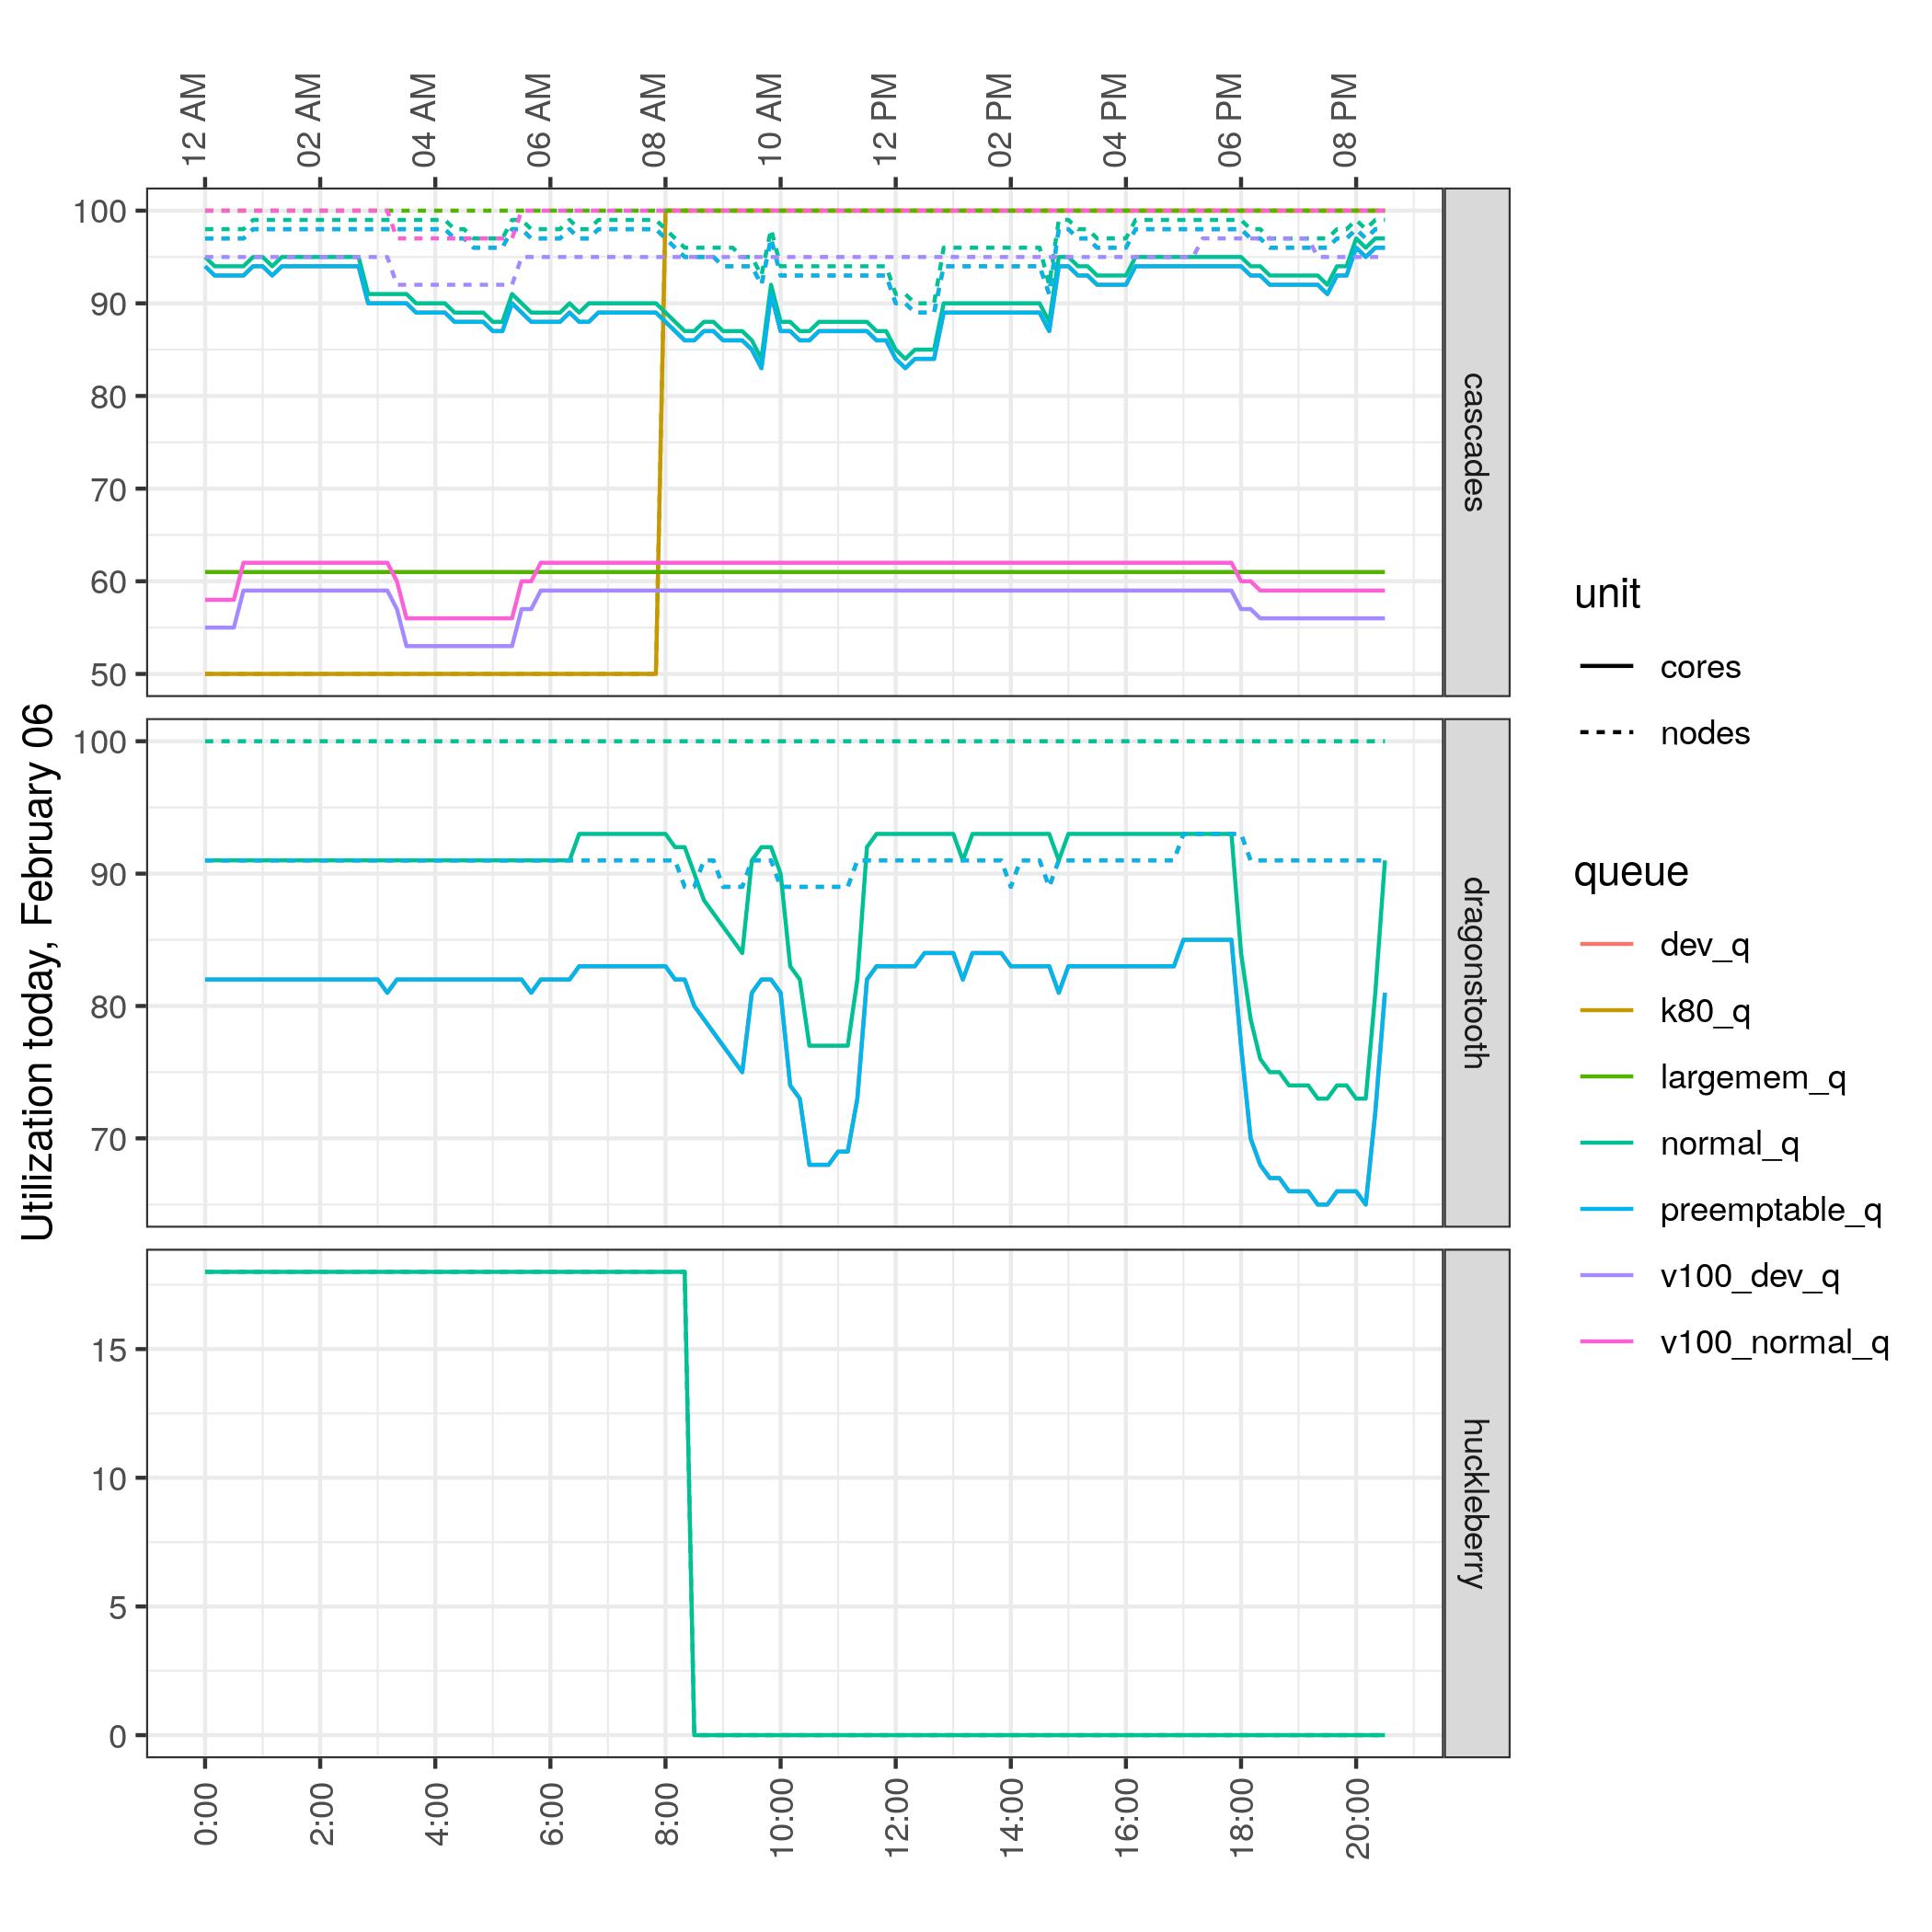 12 AM
02 AM
04 AM
06 AM
08 AM
10 AM
12 PM
02 PM
04 PM
06 PM
08 PM
Utilization today, February 06
100
90
80
70
60
50
cascades
100
90
80
70
dragonstooth
15
10
5
0
huckleberry
0:00
2:00
4:00
6:00
8:00
10:00
12:00
14:00
16:00
18:00
20:00
unit
cores
nodes
queue
dev_q
k80_q
largemem_q
normal_q
preemptable_q
v100_dev_q
v100_normal_q